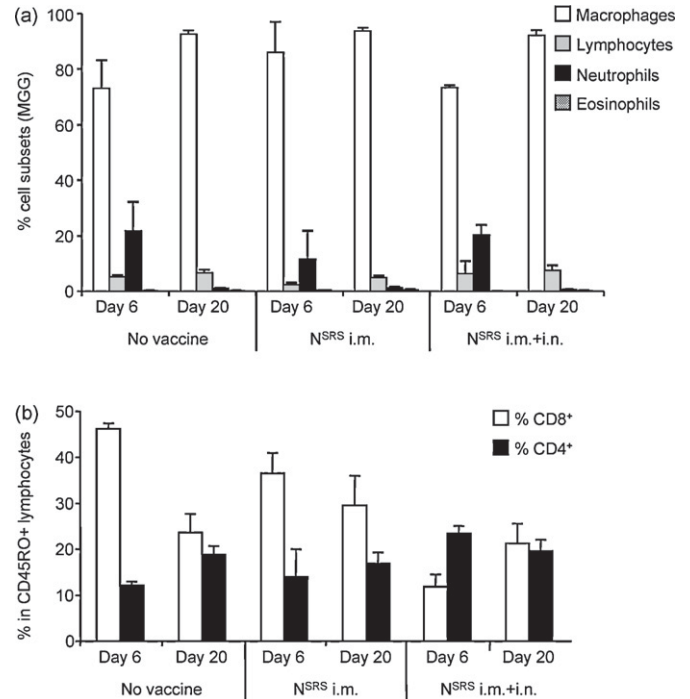 (a)
100
80
60
40
20
0
% cell subsets (MGG)
Macrophages
Lymphocytes
Neutrophils
Eosinophils
Day 6 Day 20 Day 6 Day 20 Day 6 Day 20
No vaccine NSRS i.m. NSRS i.m.+i.n.
(b)
50
40
30
20
10
0
% in CD45RO+ lymphocytes
% CD8+
% CD4+
Day 6 Day 20 Day 6 Day 20 Day 6 Day 20
No vaccine NSRS i.m. NSRS i.m.+i.n.